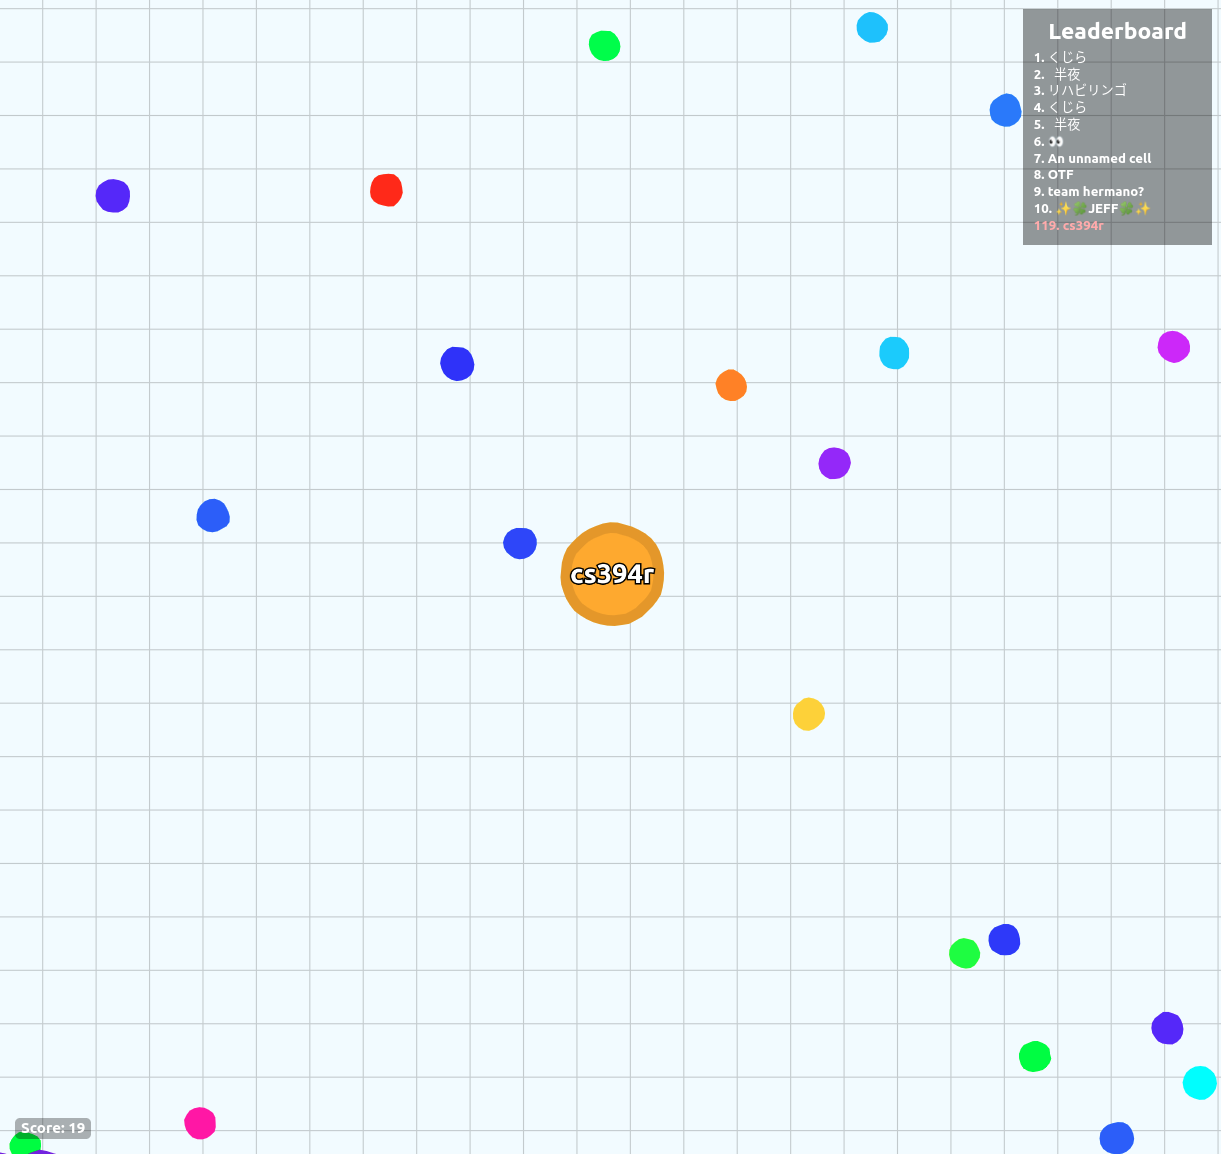 Leaderboard
1. くじら
2. 半夜
3. リハビリンゴ
4. くじら
5. 半夜
6. 👀
7. An unnamed cell
8. OTF
9. team hermano?
10. ✨🌳JEFF🌳✨
119. cs394r
cs394r
Score: 19